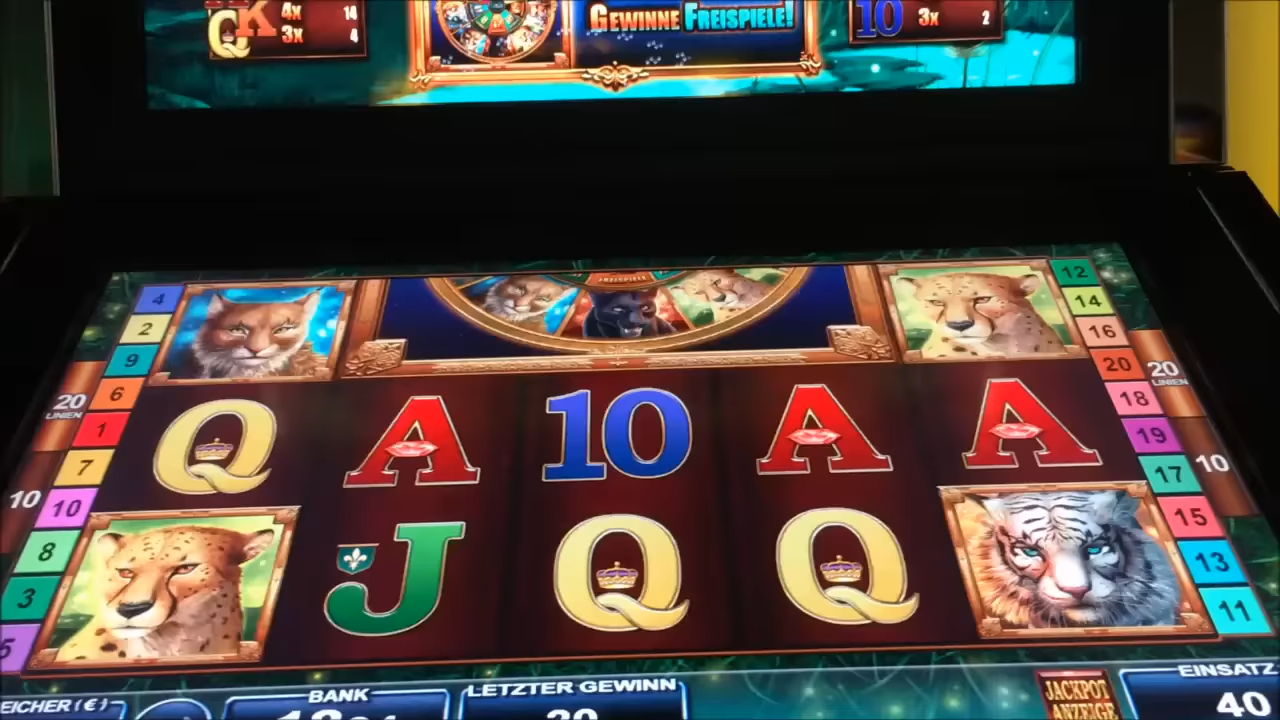 K 4x 14
Q 3x 4
GEWINNE FREISPIELE!
10 3x 2
4
2
9
6
20
LINIEN
1
7
10
10
8
3
5
12
14
16
20
20
LINIEN
18
19
10
17
15
13
11
Q A 10 A A
J Q Q
EICHER (€)
BANK
LETZTER GEWINN
20
JACKPOT
ANZEIGE
EINSATZ
40